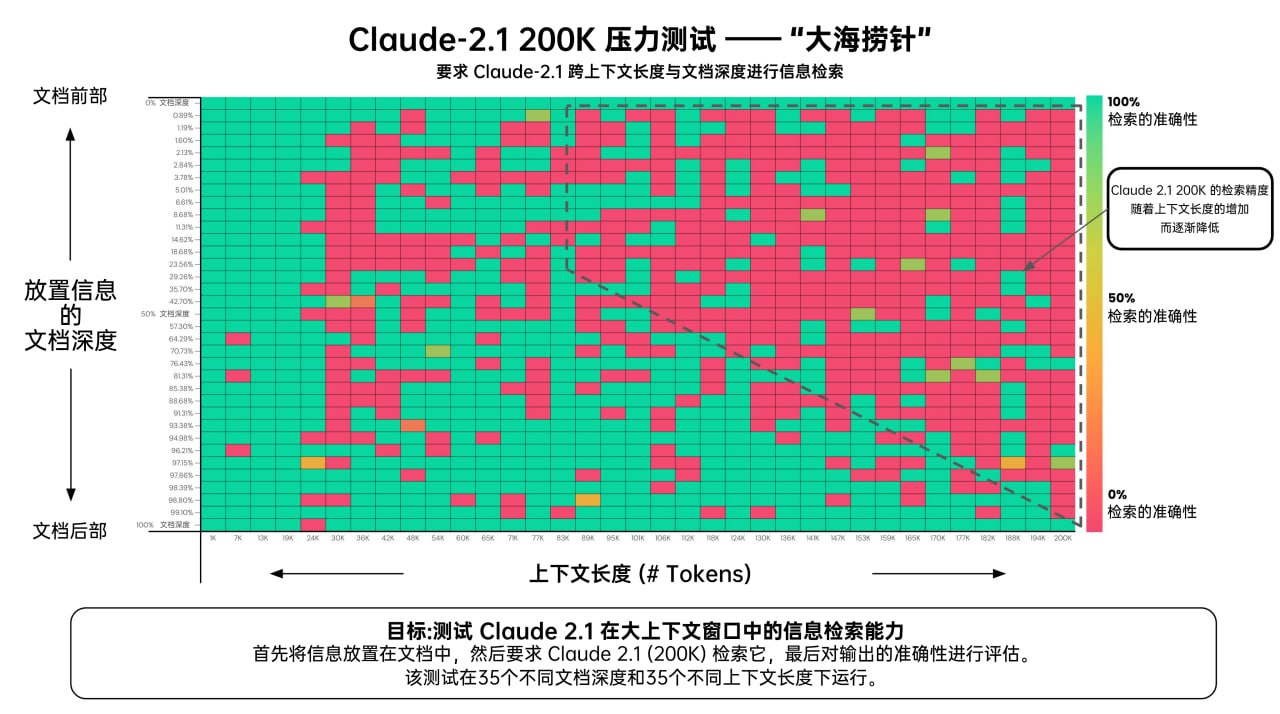 Claude-2.1 200K 压力测试 —— “大海捞针”
要求 Claude-2.1 跨上下文长度与文档深度进行信息检索
文档前部
放置信息
的
文档深度
文档后部
0% 文档深度
0.89%
1.19%
1.60%
2.13%
2.84%
3.78%
5.01%
6.61%
8.68%
11.31%
14.62%
18.68%
23.56%
29.26%
35.70%
42.70%
50% 文档深度
57.30%
64.29%
70.73%
76.43%
81.31%
85.38%
88.68%
91.31%
93.38%
94.98%
96.21%
97.15%
97.86%
98.39%
98.80%
99.10%
100% 文档深度
1K 7K 13K 19K 24K 30K 36K 42K 48K 54K 60K 65K 71K 77K 83K 89K 95K 101K 106K 112K 118K 124K 130K 136K 141K 147K 153K 159K 165K 170K 177K 182K 188K 194K 200K
上下文长度 (# Tokens)
100%
检索的准确性
Claude 2.1 200K 的检索精度
随着上下文长度的增加
而逐渐降低
50%
检索的准确性
0%
检索的准确性
目标:测试 Claude 2.1 在大上下文窗口中的信息检索能力
首先将信息放置在文档中，然后要求 Claude 2.1 (200K) 检索它，最后对输出的准确性进行评估。
该测试在35个不同文档深度和35个不同上下文长度下运行。